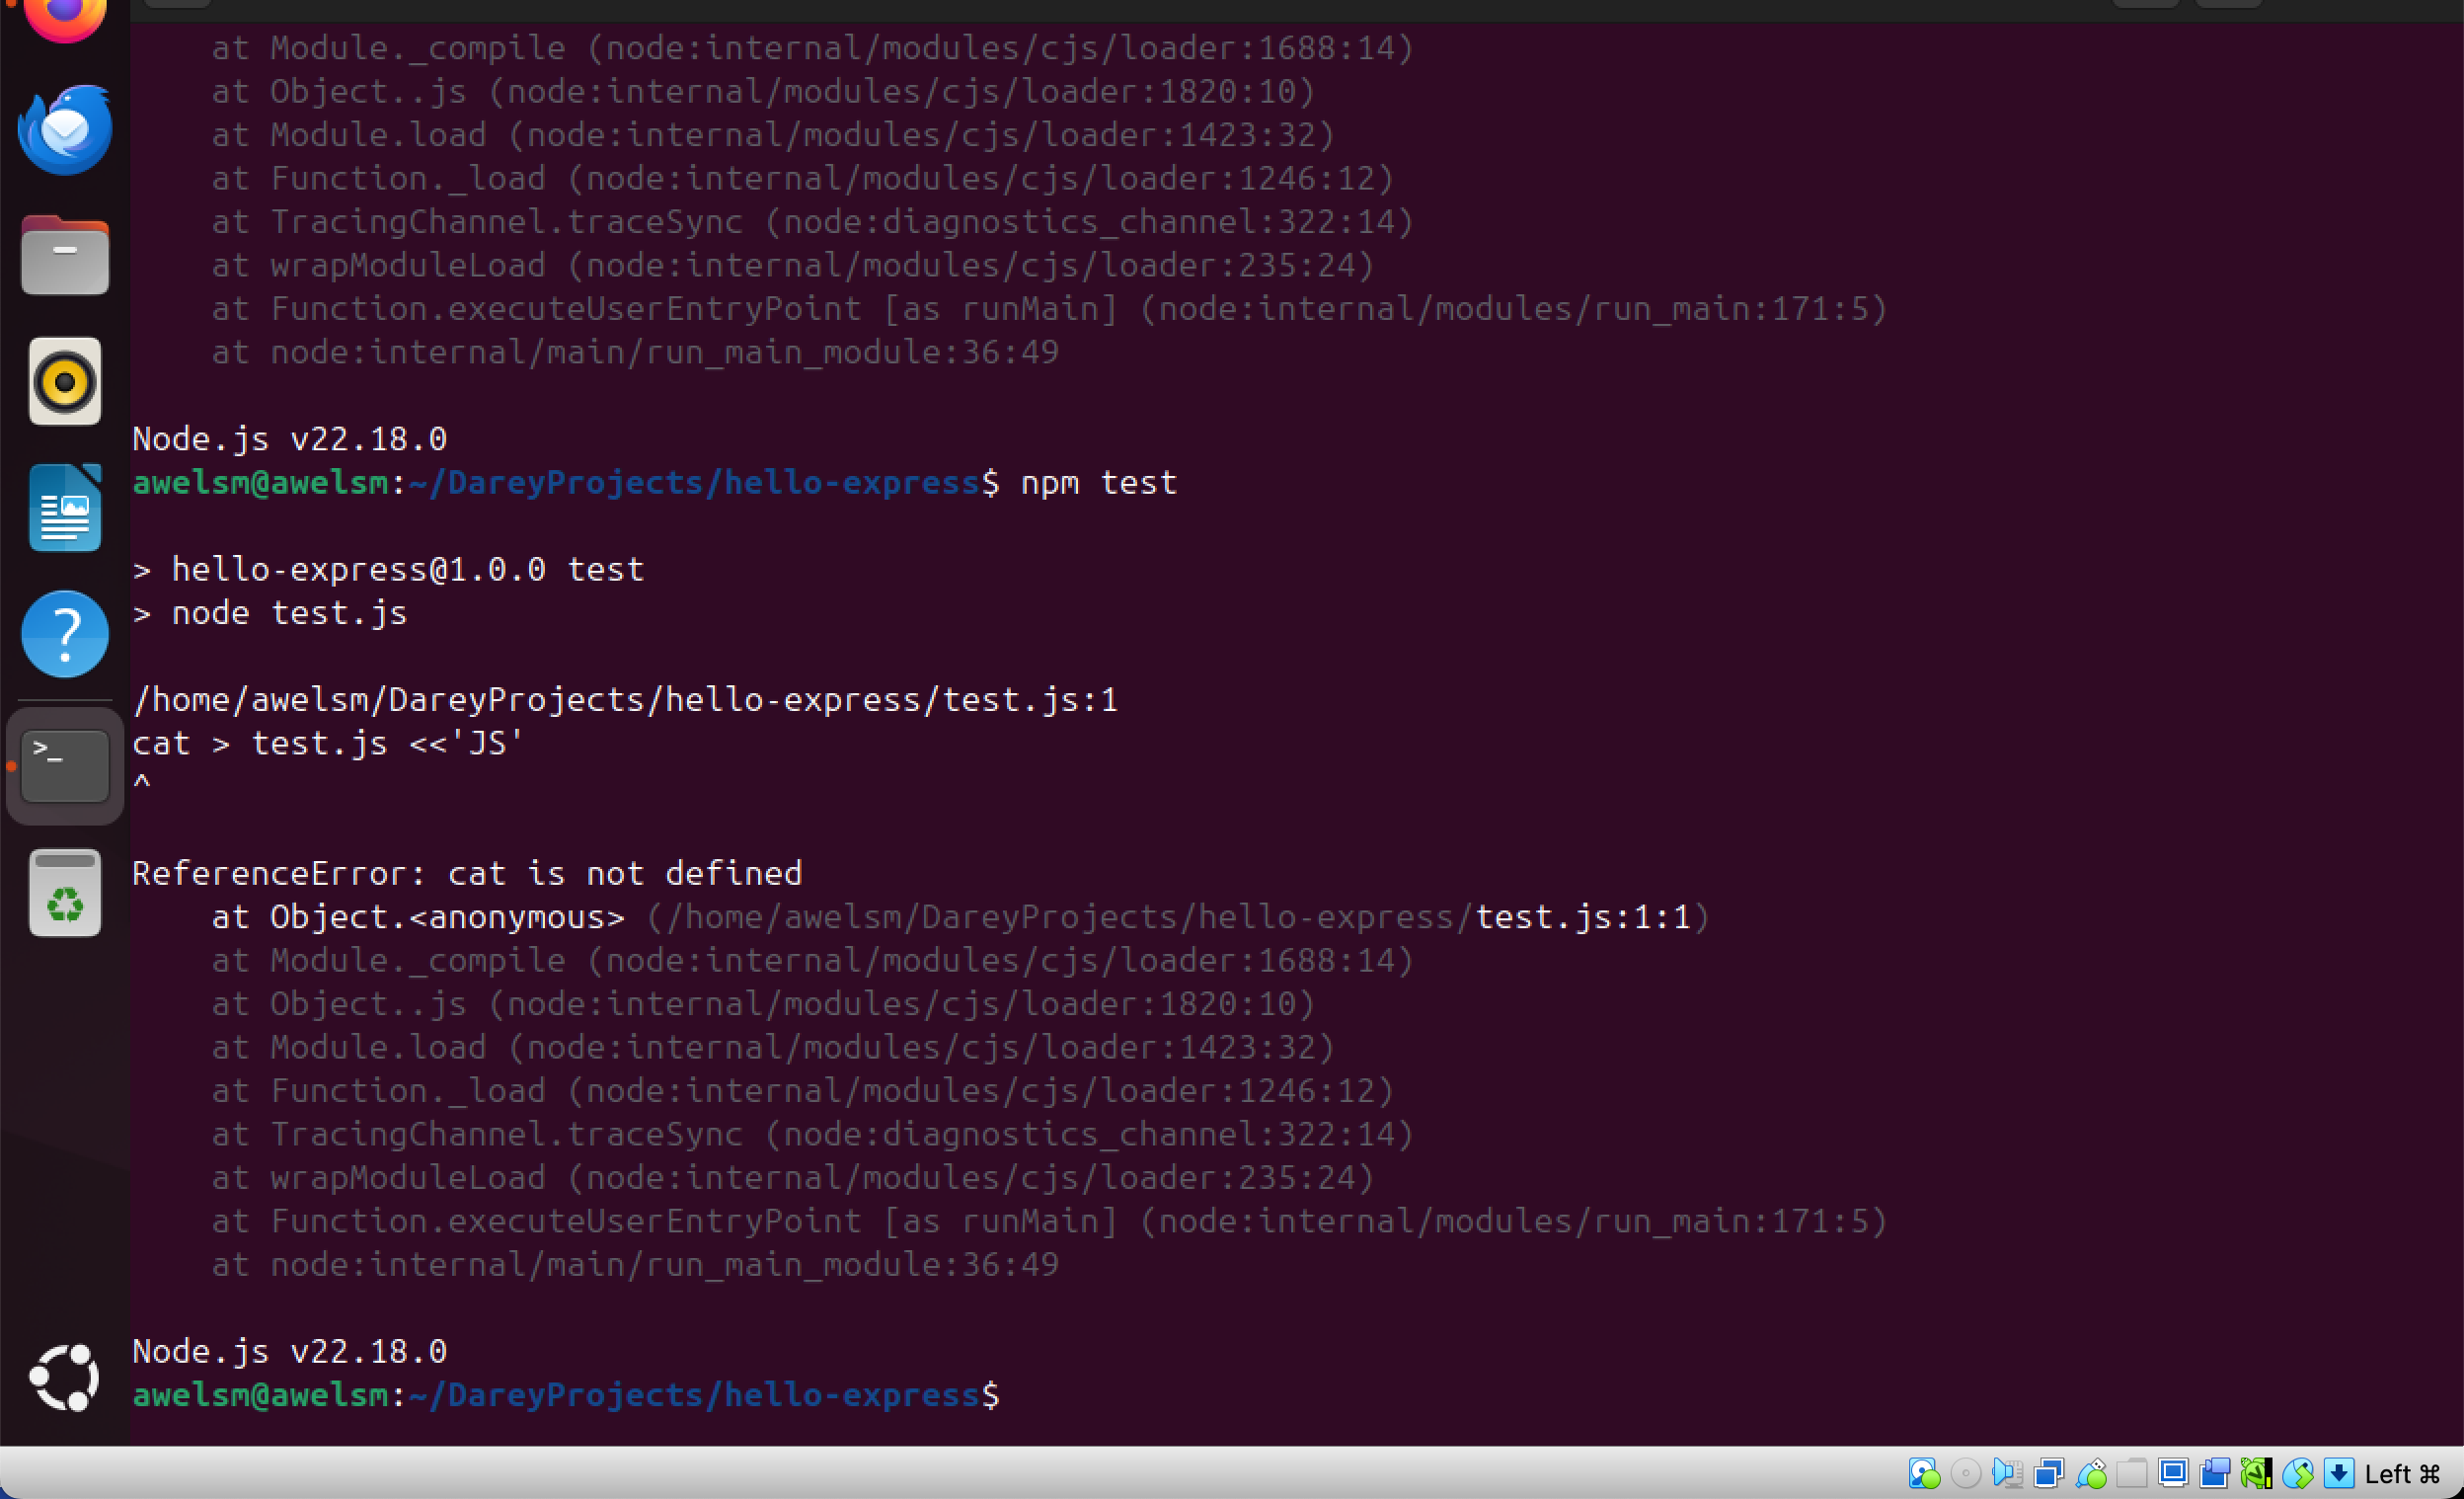 at Module._compile (node:internal/modules/cjs/loader:1688:14)
at Object..js (node:internal/modules/cjs/loader:1820:10)
at Module.load (node:internal/modules/cjs/loader:1423:32)
at Function._load (node:internal/modules/cjs/loader:1246:12)
at TracingChannel.traceSync (node:diagnostics_channel:322:14)
at wrapModuleLoad (node:internal/modules/cjs/loader:235:24)
at Function.executeUserEntryPoint [as runMain] (node:internal/modules/run_main:171:5)
at node:internal/main/run_main_module:36:49
Node.js v22.18.0
awelsm@awelsm:~/DareyProjects/hello-express$ npm test
> hello-express@1.0.0 test
> node test.js
/home/awelsm/DareyProjects/hello-express/test.js:1
cat > test.js <<'JS'
^
ReferenceError: cat is not defined
at Object.<anonymous> (/home/awelsm/DareyProjects/hello-express/test.js:1:1)
at Module._compile (node:internal/modules/cjs/loader:1688:14)
at Object..js (node:internal/modules/cjs/loader:1820:10)
at Module.load (node:internal/modules/cjs/loader:1423:32)
at Function._load (node:internal/modules/cjs/loader:1246:12)
at TracingChannel.traceSync (node:diagnostics_channel:322:14)
at wrapModuleLoad (node:internal/modules/cjs/loader:235:24)
at Function.executeUserEntryPoint [as runMain] (node:internal/modules/run_main:171:5)
at node:internal/main/run_main_module:36:49
Node.js v22.18.0
awelsm@awelsm:~/DareyProjects/hello-express$
Left ⌘